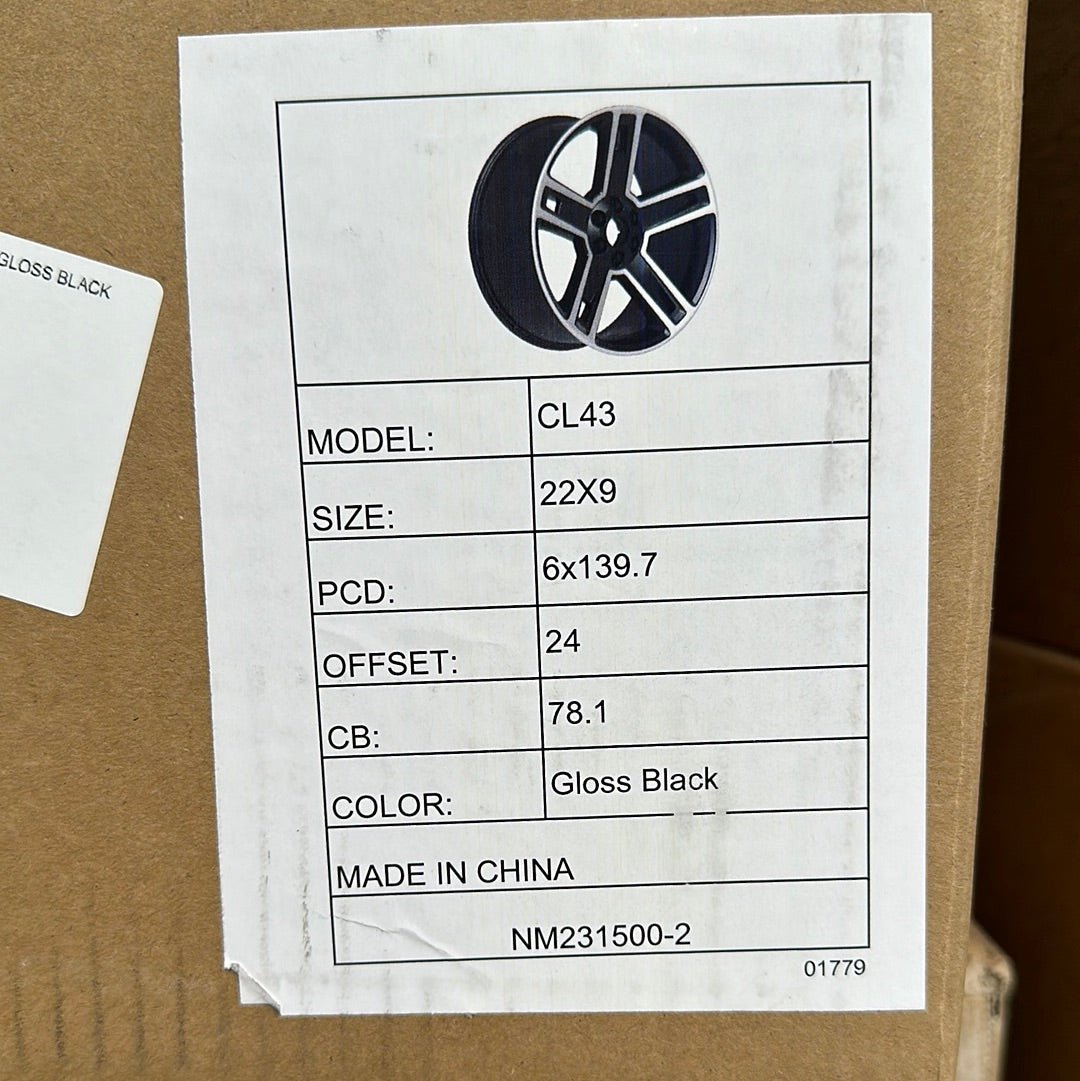 GLOSS BLACK
MODEL: CL43
SIZE: 22X9
PCD: 6x139.7
OFFSET: 24
CB: 78.1
COLOR: Gloss Black
MADE IN CHINA
NM231500-2
01779